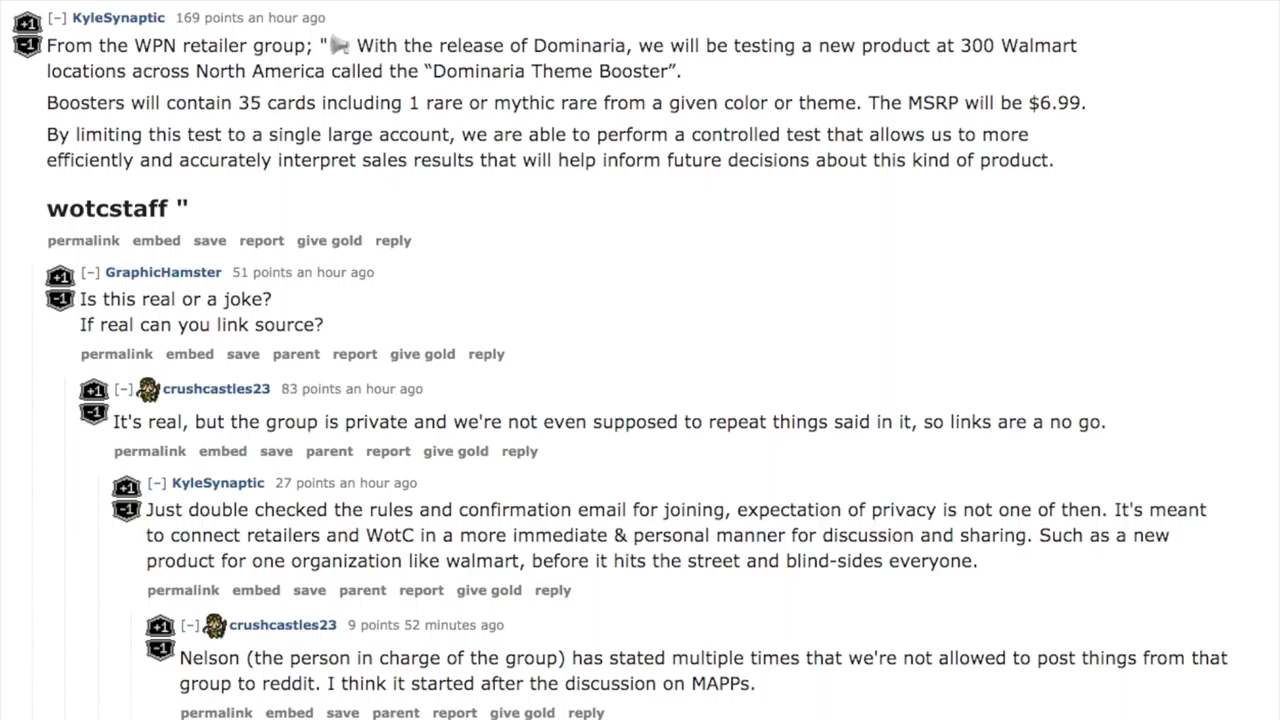 +1 [–] KyleSynaptic 169 points an hour ago
-1 From the WPN retailer group; " With the release of Dominaria, we will be testing a new product at 300 Walmart
locations across North America called the “Dominaria Theme Booster”.
Boosters will contain 35 cards including 1 rare or mythic rare from a given color or theme. The MSRP will be $6.99.
By limiting this test to a single large account, we are able to perform a controlled test that allows us to more
efficiently and accurately interpret sales results that will help inform future decisions about this kind of product.
wotcstaff "
permalink embed save report give gold reply
+1 [–] GraphicHamster 51 points an hour ago
-1 Is this real or a joke?
If real can you link source?
permalink embed save parent report give gold reply
+1 [–] crushcastles23 83 points an hour ago
-1 It's real, but the group is private and we're not even supposed to repeat things said in it, so links are a no go.
permalink embed save parent report give gold reply
+1 [–] KyleSynaptic 27 points an hour ago
-1 Just double checked the rules and confirmation email for joining, expectation of privacy is not one of then. It's meant
to connect retailers and WotC in a more immediate & personal manner for discussion and sharing. Such as a new
product for one organization like walmart, before it hits the street and blind-sides everyone.
permalink embed save parent report give gold reply
+1 [–] crushcastles23 9 points 52 minutes ago
-1 Nelson (the person in charge of the group) has stated multiple times that we're not allowed to post things from that
group to reddit. I think it started after the discussion on MAPPs.
permalink embed save parent report give gold reply